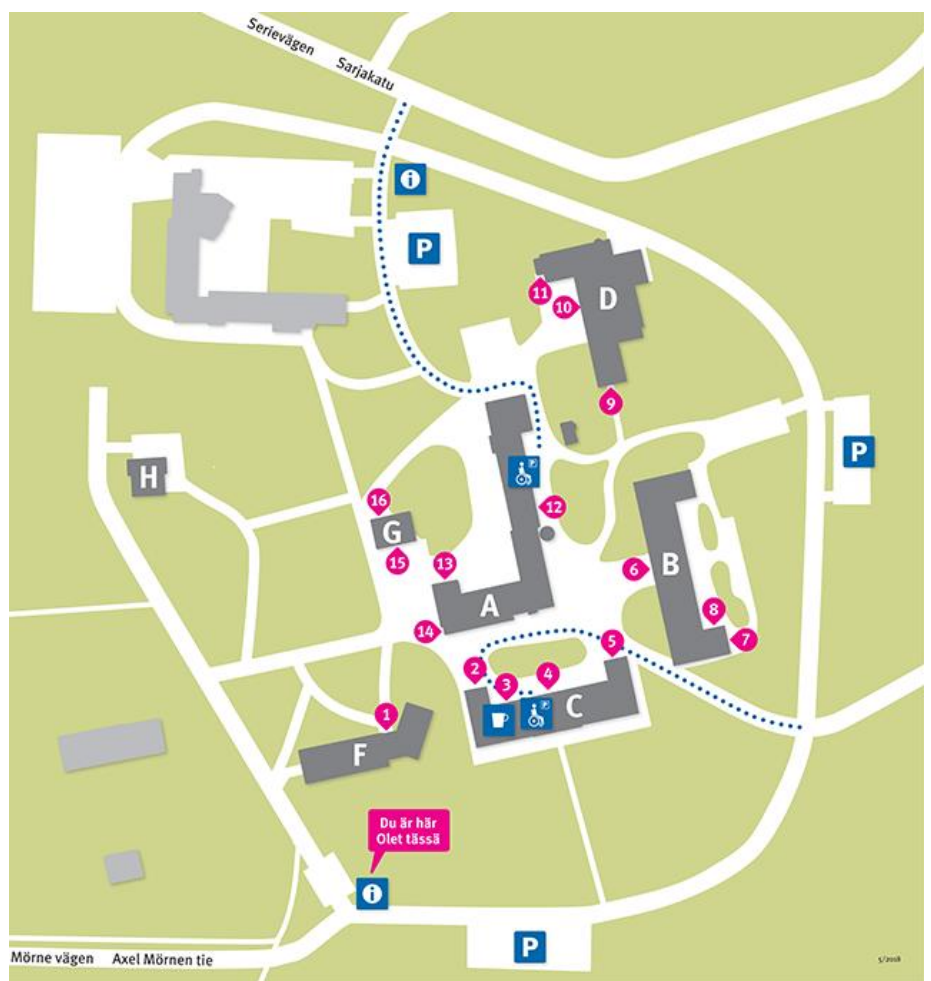 Serievägen
Sarjakatu
i
P
11
10
D
9
P
H
16
G
15
13
12
A
14
6
B
8
7
5
2
3
4
C
1
F
Du är här
Olet tässä
i
P
Mörne vägen Axel Mörnen tie
5/2018